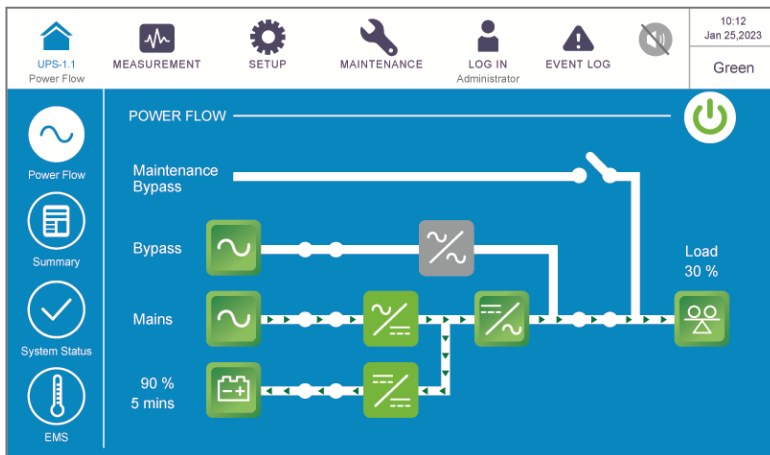 UPS-1.1
Power Flow
MEASUREMENT
SETUP
MAINTENANCE
LOG IN
Administrator
EVENT LOG
10:12
Jan 25,2023
Green
Power Flow
Summary
System Status
EMS
POWER FLOW
Maintenance
Bypass
Bypass
Mains
90 %
5 mins
Load
30 %